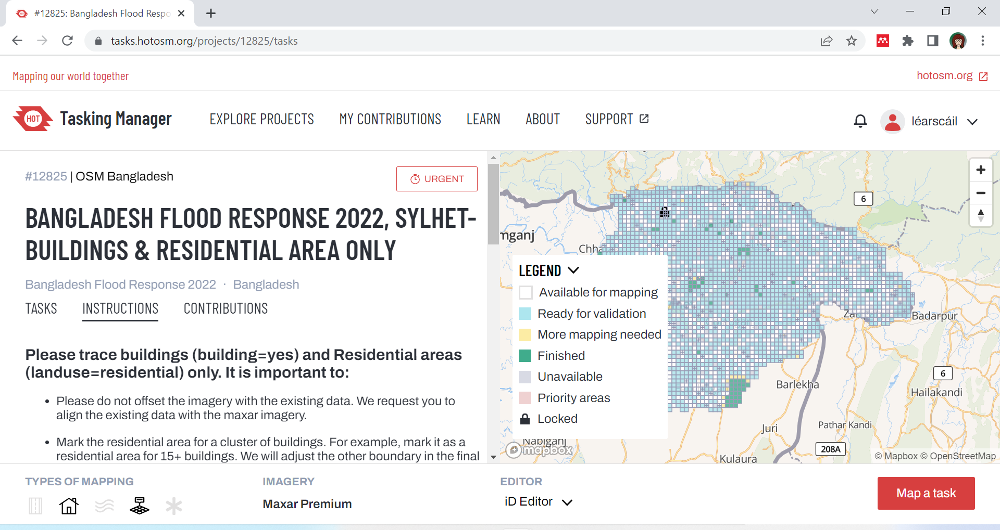 #12825: Bangladesh Flood Respo
tasks.hotosm.org/projects/12825/tasks
Mapping our world together
hotosm.org
HOT
Tasking Manager
EXPLORE PROJECTS
MY CONTRIBUTIONS
LEARN
ABOUT
SUPPORT
léarscáil
#12825 | OSM Bangladesh
URGENT
BANGLADESH FLOOD RESPONSE 2022, SYLHET-
BUILDINGS & RESIDENTIAL AREA ONLY
Bangladesh Flood Response 2022 · Bangladesh
TASKS
INSTRUCTIONS
CONTRIBUTIONS
Please trace buildings (building=yes) and Residential areas
(landuse=residential) only. It is important to:
• Please do not offset the imagery with the existing data. We request you to
align the existing data with the maxar imagery.
• Mark the residential area for a cluster of buildings. For example, mark it as a
residential area for 15+ buildings. We will adjust the other boundary in the final
6
mganj
Chha
LEGEND
Available for mapping
Ready for validation
More mapping needed
Finished
Unavailable
Priority areas
Locked
Za
Badarpur
6
Barlekha
Hailakandi
Juri
Pathar Kandi
Nabiganj
208A
mapbox
Kulaura
© Mapbox © OpenStreetMap
TYPES OF MAPPING
IMAGERY
Maxar Premium
EDITOR
iD Editor
Map a task